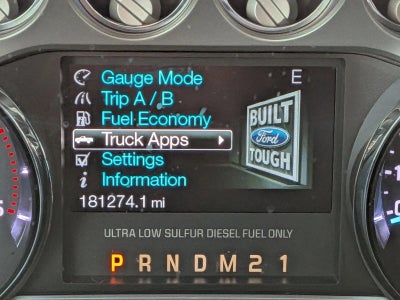 Gauge Mode
E
Trip A / B
Fuel Economy
Truck Apps
Settings
Information
BUILT
Ford
TOUGH
181274.1 mi
ULTRA LOW SULFUR DIESEL FUEL ONLY
P R N D M 2 1
5